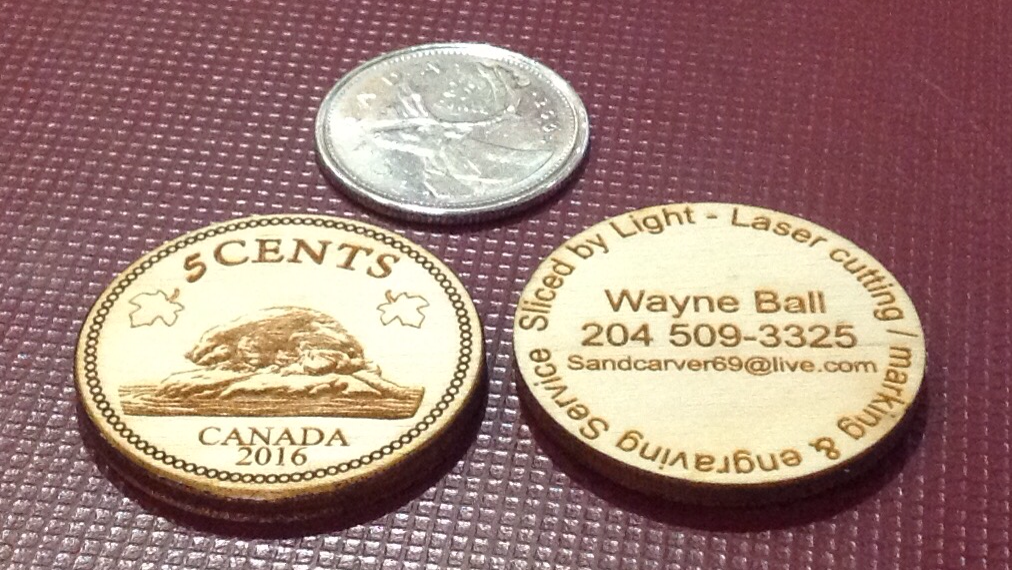 5 CENTS
CANADA
2016
Sliced by Light - Laser cutting / marking & engraving Service
Wayne Ball
204 509-3325
Sandcarver69@live.com